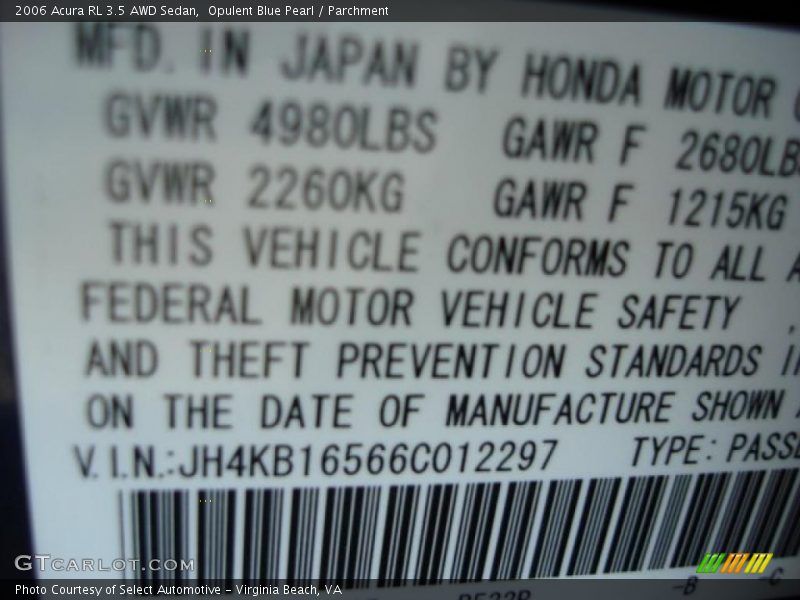 2006 Acura RL 3.5 AWD Sedan,  Opulent Blue Pearl / Parchment
MFD. IN JAPAN BY HONDA MOTOR
GVWR 4980LBS GAWR F 2680LBS
GVWR 2260KG GAWR F 1215KG
THIS VEHICLE CONFORMS TO ALL A
FEDERAL MOTOR VEHICLE SAFETY
AND THEFT PREVENTION STANDARDS I
ON THE DATE OF MANUFACTURE SHOWN
V.I.N.:JH4KB16566C012297 TYPE: PASSE
GTCARLOT.COM
-B -C
Photo Courtesy of Select Automotive - Virginia Beach, VA